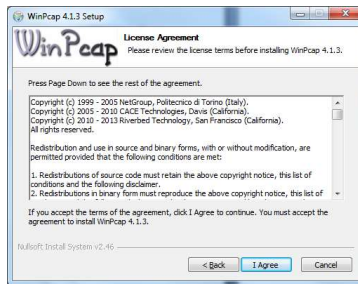 WinPcap 4.1.3 Setup
WinPcap
License Agreement
Please review the license terms before installing WinPcap 4.1.3.
Press Page Down to see the rest of the agreement.
Copyright (c) 1999 - 2005 NetGroup, Politecnico di Torino (Italy).
Copyright (c) 2005 - 2010 CACE Technologies, Davis (California).
Copyright (c) 2010 - 2013 Riverbed Technology, San Francisco (California).
All rights reserved.
Redistribution and use in source and binary forms, with or without modification, are
permitted provided that the following conditions are met:
1. Redistributions of source code must retain the above copyright notice, this list of
conditions and the following disclaimer.
2. Redistributions in binary form must reproduce the above copyright notice, this list of
If you accept the terms of the agreement, click I Agree to continue. You must accept the
agreement to install WinPcap 4.1.3.
Nullsoft Install System v2.46
< Back I Agree Cancel